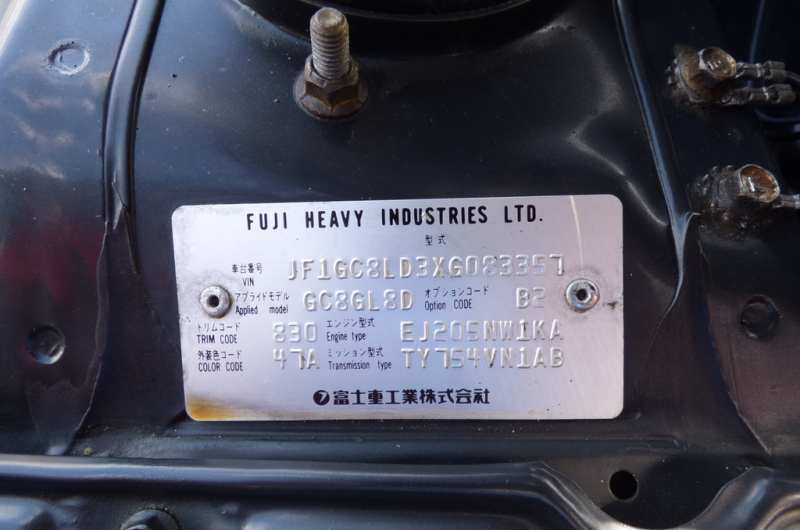 FUJI HEAVY INDUSTRIES LTD.
型式
車台番号 VIN JF1GC8LD3XG083357
アプライドモデル Applied model GC8GL8D オプションコード Option CODE B2
トリムコード TRIM CODE 830 エンジン型式 Engine type EJ205NW1KA
外装色コード COLOR CODE 47A ミッション型式 Transmission type TY754VN1AB
富士重工業株式会社